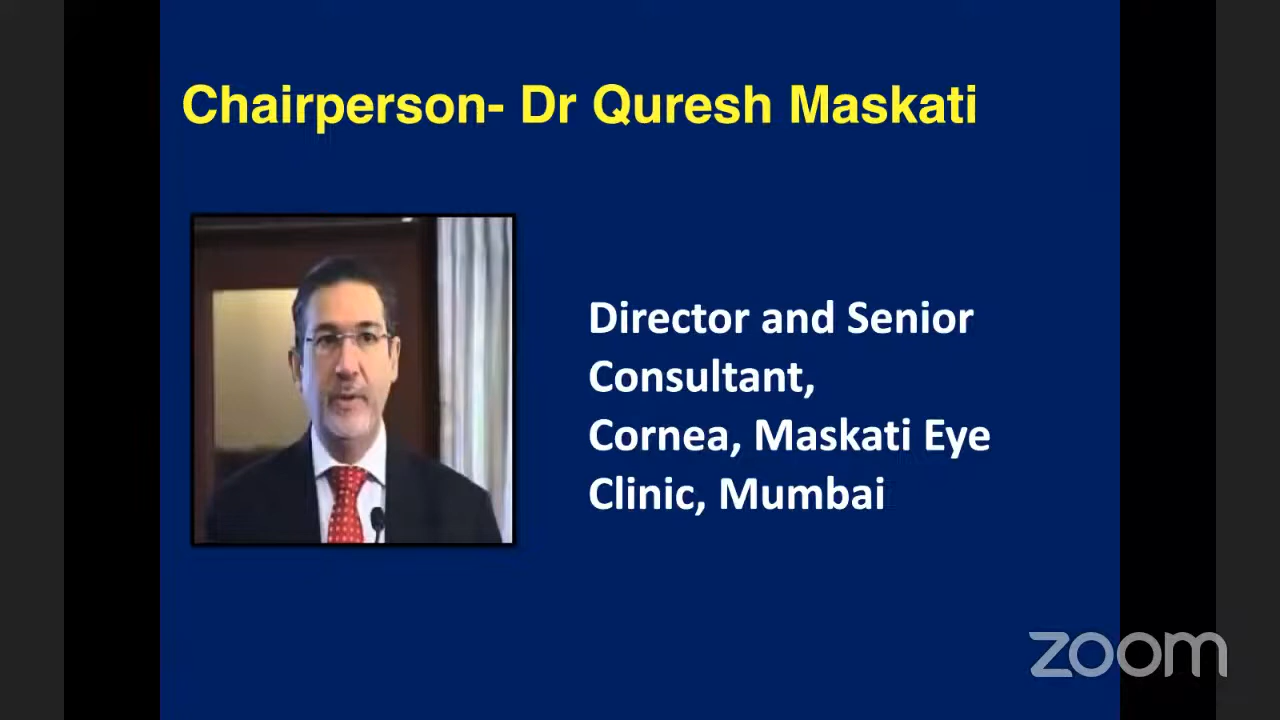 Chairperson- Dr Quresh Maskati
Director and Senior
Consultant,
Cornea, Maskati Eye
Clinic, Mumbai
zoom